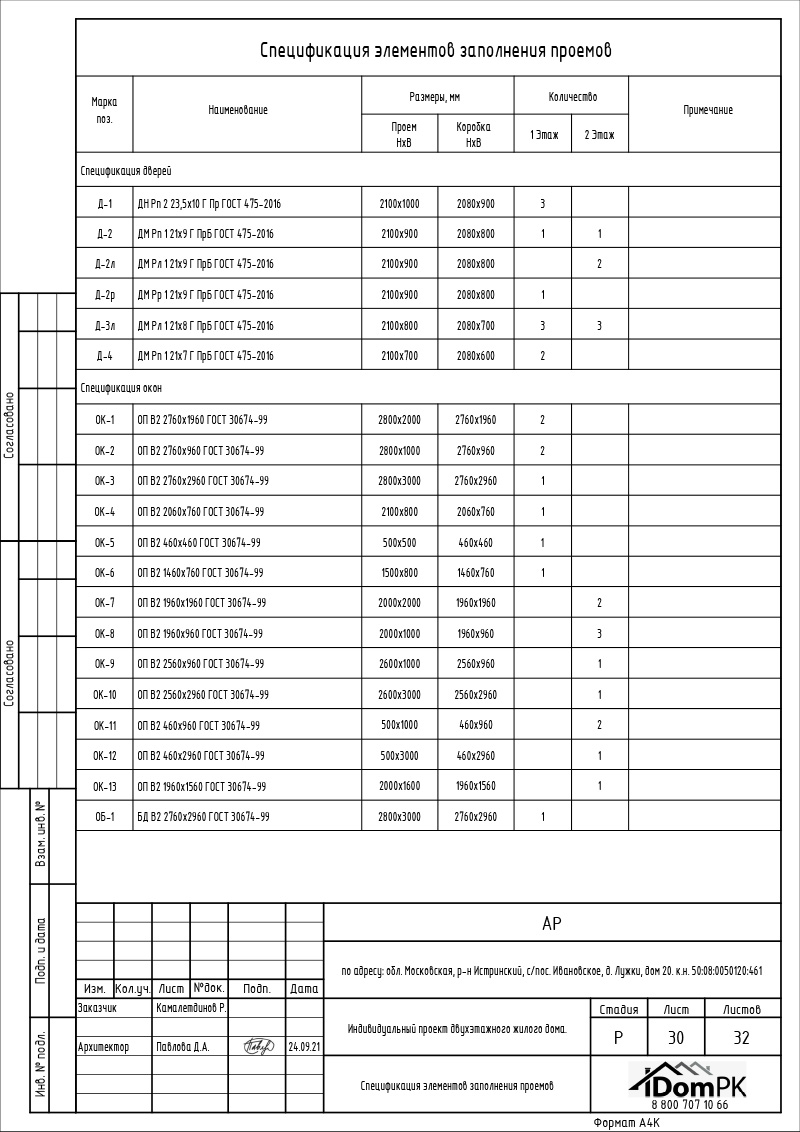 Спецификация элементов заполнения проемов
Марка поз. Наименование Размеры, мм Количество Примечание
Проем НхВ Коробка НхВ 1 Этаж 2 Этаж
Спецификация дверей
Д-1 ДН Рп 2 23,5х10 Г Пр ГОСТ 475-2016 2100х1000 2080х900 3
Д-2 ДМ Рп 1 21х9 Г ПрБ ГОСТ 475-2016 2100х900 2080х800 1 1
Д-2л ДМ Рл 1 21х9 Г ПрБ ГОСТ 475-2016 2100х900 2080х800 2
Д-2р ДМ Рр 1 21х9 Г ПрБ ГОСТ 475-2016 2100х900 2080х800 1
Д-3л ДМ Рл 1 21х8 Г ПрБ ГОСТ 475-2016 2100х800 2080х700 3 3
Д-4 ДМ Рп 1 21х7 Г ПрБ ГОСТ 475-2016 2100х700 2080х600 2
Спецификация окон
ОК-1 ОП В2 2760х1960 ГОСТ 30674-99 2800х2000 2760х1960 2
ОК-2 ОП В2 2760х960 ГОСТ 30674-99 2800х1000 2760х960 2
ОК-3 ОП В2 2760х2960 ГОСТ 30674-99 2800х3000 2760х2960 1
ОК-4 ОП В2 2060х760 ГОСТ 30674-99 2100х800 2060х760 1
ОК-5 ОП В2 460х460 ГОСТ 30674-99 500х500 460х460 1
ОК-6 ОП В2 1460х760 ГОСТ 30674-99 1500х800 1460х760 1
ОК-7 ОП В2 1960х1960 ГОСТ 30674-99 2000х2000 1960х1960 2
ОК-8 ОП В2 1960х960 ГОСТ 30674-99 2000х1000 1960х960 3
ОК-9 ОП В2 2560х960 ГОСТ 30674-99 2600х1000 2560х960 1
ОК-10 ОП В2 2560х2960 ГОСТ 30674-99 2600х3000 2560х2960 1
ОК-11 ОП В2 460х960 ГОСТ 30674-99 500х1000 460х960 2
ОК-12 ОП В2 460х2960 ГОСТ 30674-99 500х3000 460х2960 1
ОК-13 ОП В2 1960х1560 ГОСТ 30674-99 2000х1600 1960х1560 1
ОБ-1 БД В2 2760х2960 ГОСТ 30674-99 2800х3000 2760х2960 1
Согласовано
Согласовано
Взам. инв. №
Подп. и дата
Инв. № подл.
АР
по адресу: обл. Московская, р-н Истринский, с/пос. Ивановское, д. Лужки, дом 20. к.н. 50:08:0050120:461
Изм. Кол.уч. Лист №док. Подп. Дата
Заказчик Камалетдинов Р.
Архитектор Павлова Д.А. Павл 24.09.21
Индивидуальный проект двухэтажного жилого дома.
Стадия Лист Листов
Р 30 32
Спецификация элементов заполнения проемов
iDomPK
8 800 707 10 66
Формат А4К